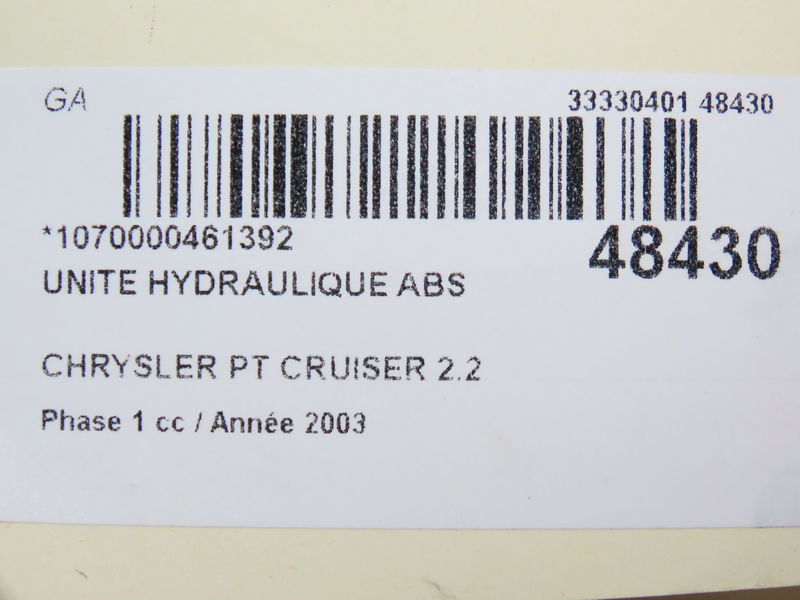 GA 33330401 48430
*1070000461392 48430
UNITE HYDRAULIQUE ABS
CHRYSLER PT CRUISER 2.2
Phase 1 cc / Année 2003